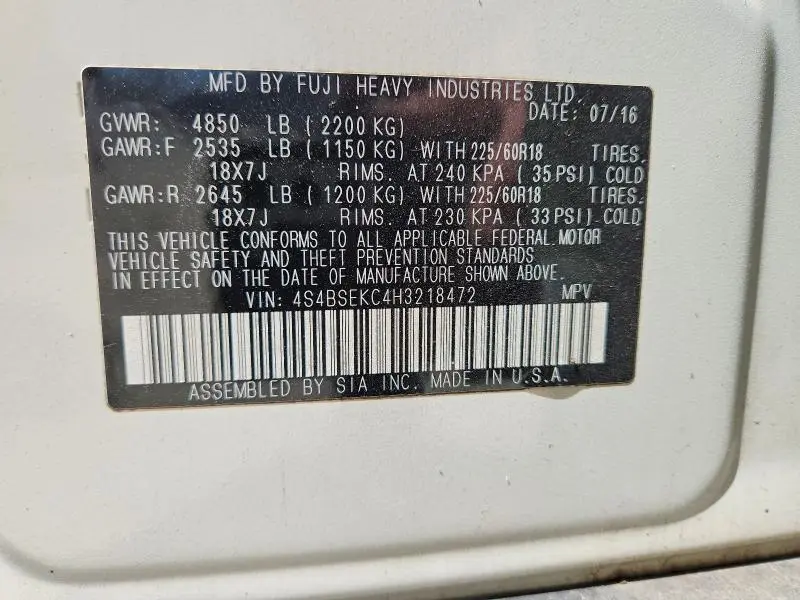 MFD BY FUJI HEAVY INDUSTRIES LTD.
DATE: 07/16
GVWR: 4850 LB ( 2200 KG)
GAWR:F 2535 LB ( 1150 KG) WITH 225/60R18 TIRES.
18X7J RIMS. AT 240 KPA ( 35 PSI) COLD
GAWR:R 2645 LB ( 1200 KG) WITH 225/60R18 TIRES.
18X7J RIMS. AT 230 KPA ( 33 PSI) COLD
THIS VEHICLE CONFORMS TO ALL APPLICABLE FEDERAL MOTOR
VEHICLE SAFETY AND THEFT PREVENTION STANDARDS
IN EFFECT ON THE DATE OF MANUFACTURE SHOWN ABOVE.
VIN: 4S4BSEKC4H3218472 MPV
ASSEMBLED BY SIA INC. MADE IN U.S.A.